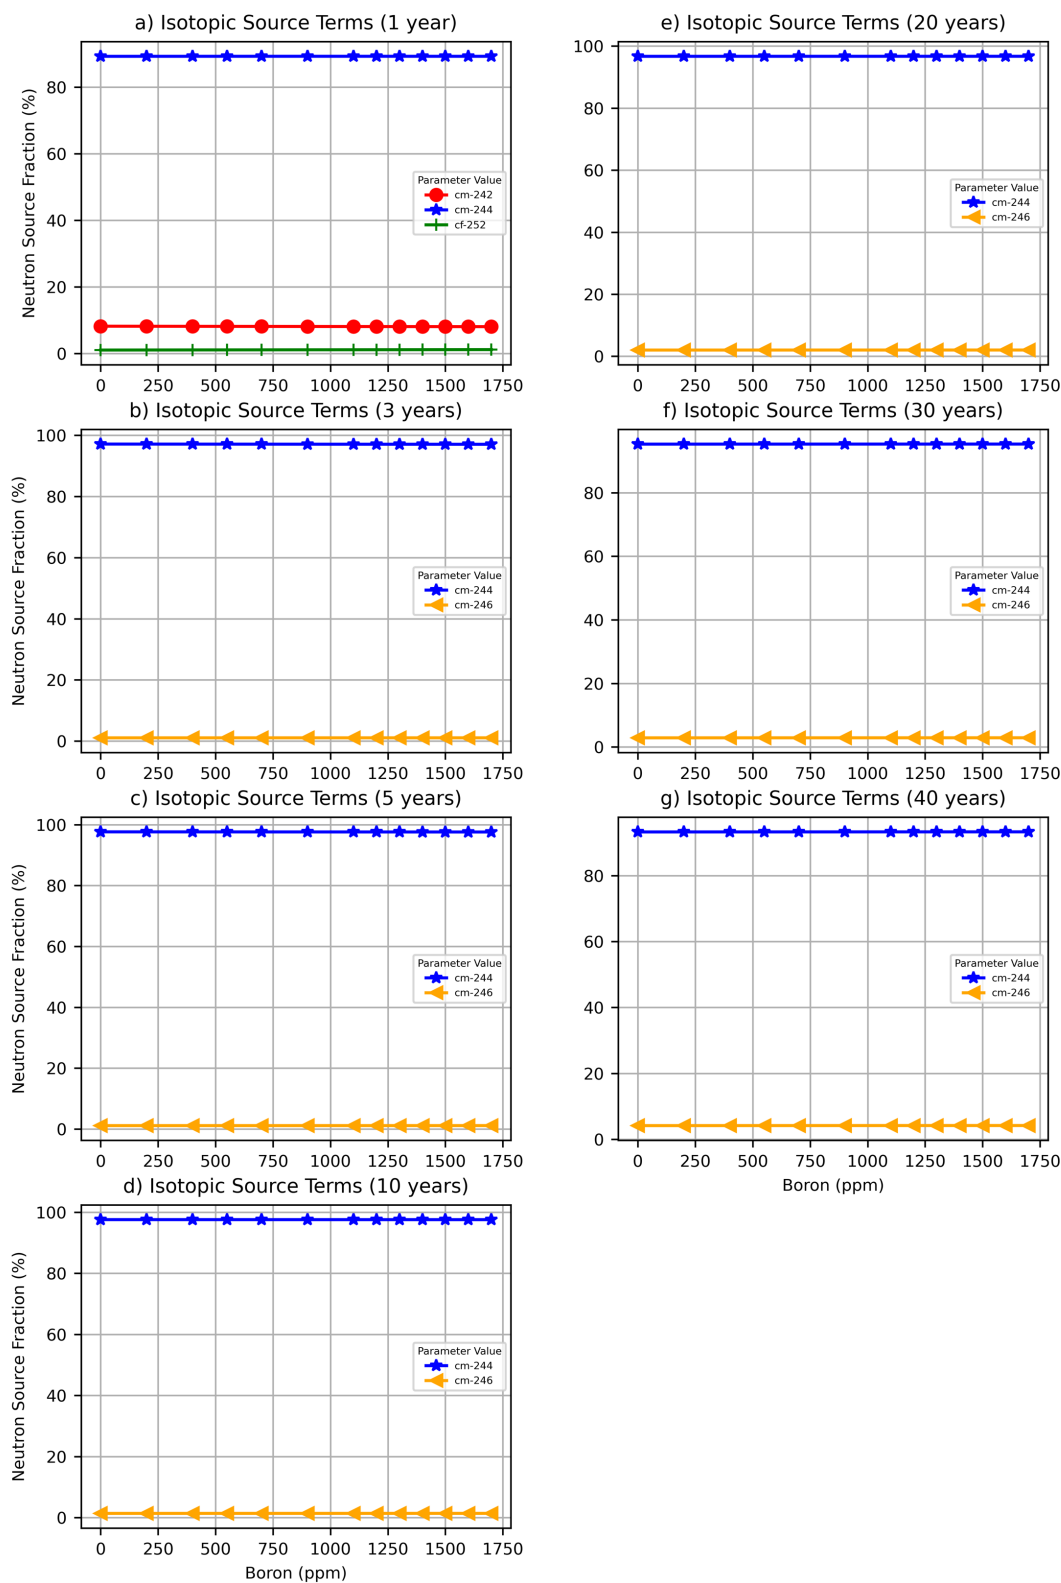 a) Isotopic Source Terms (1 year)
Neutron Source Fraction (%)
80
60
40
20
0
Parameter Value
cm-242
cm-244
cf-252
0 250 500 750 1000 1250 1500 1750
b) Isotopic Source Terms (3 years)
Neutron Source Fraction (%)
100
80
60
40
20
0
Parameter Value
cm-244
cm-246
0 250 500 750 1000 1250 1500 1750
c) Isotopic Source Terms (5 years)
Neutron Source Fraction (%)
100
80
60
40
20
0
Parameter Value
cm-244
cm-246
0 250 500 750 1000 1250 1500 1750
d) Isotopic Source Terms (10 years)
Neutron Source Fraction (%)
100
80
60
40
20
0
Parameter Value
cm-244
cm-246
0 250 500 750 1000 1250 1500 1750
Boron (ppm)
e) Isotopic Source Terms (20 years)
100
80
60
40
20
0
Parameter Value
cm-244
cm-246
0 250 500 750 1000 1250 1500 1750
f) Isotopic Source Terms (30 years)
80
60
40
20
0
Parameter Value
cm-244
cm-246
0 250 500 750 1000 1250 1500 1750
g) Isotopic Source Terms (40 years)
80
60
40
20
0
Parameter Value
cm-244
cm-246
0 250 500 750 1000 1250 1500 1750
Boron (ppm)